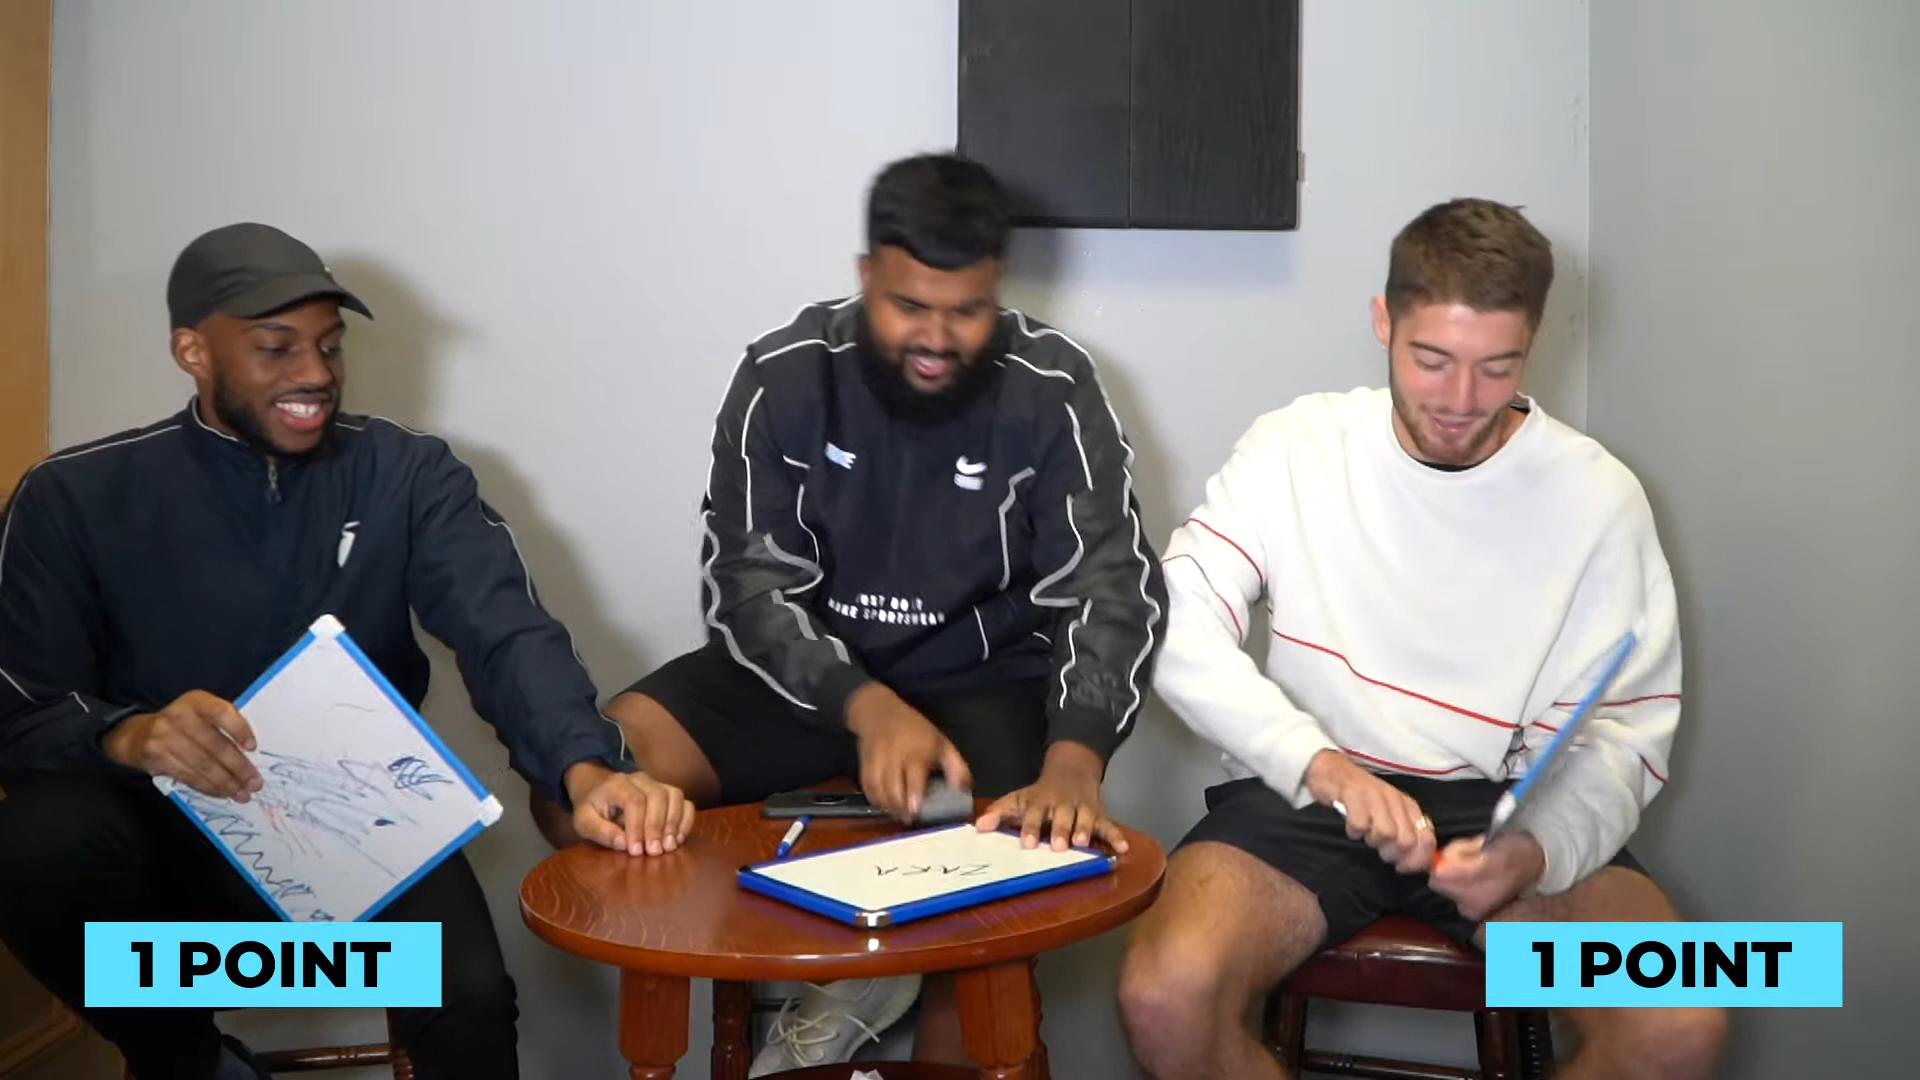 JUST DO IT
NIKE SPORTSWEAR
ZAKA
1 POINT
1 POINT